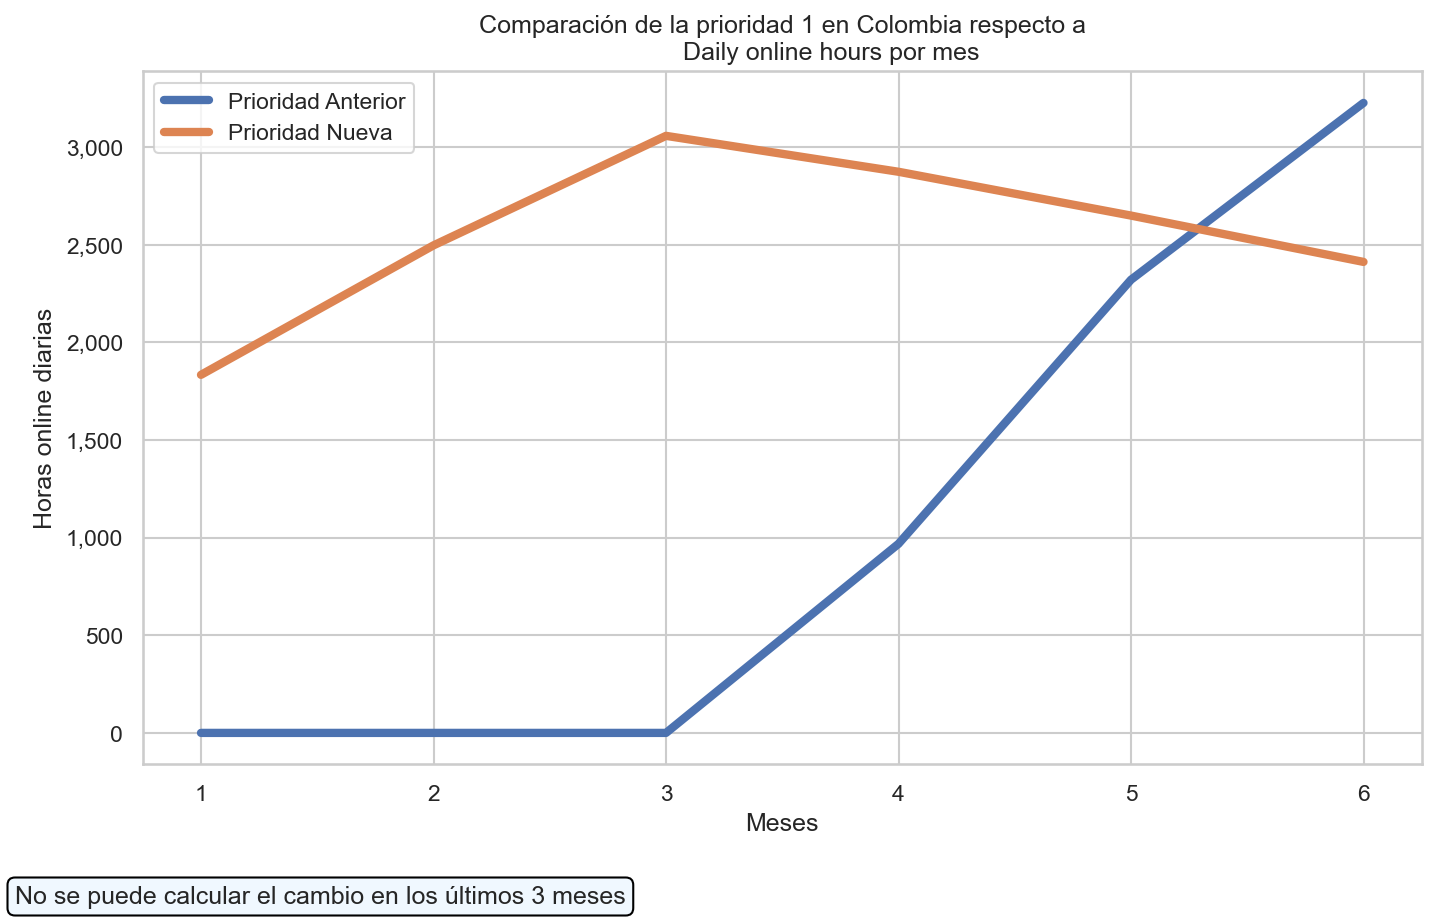 Comparación de la prioridad 1 en Colombia respecto a
Daily online hours por mes
Prioridad Anterior
Prioridad Nueva
3,000
2,500
2,000
1,500
1,000
500
0
Horas online diarias
1 2 3 4 5 6
Meses
No se puede calcular el cambio en los últimos 3 meses